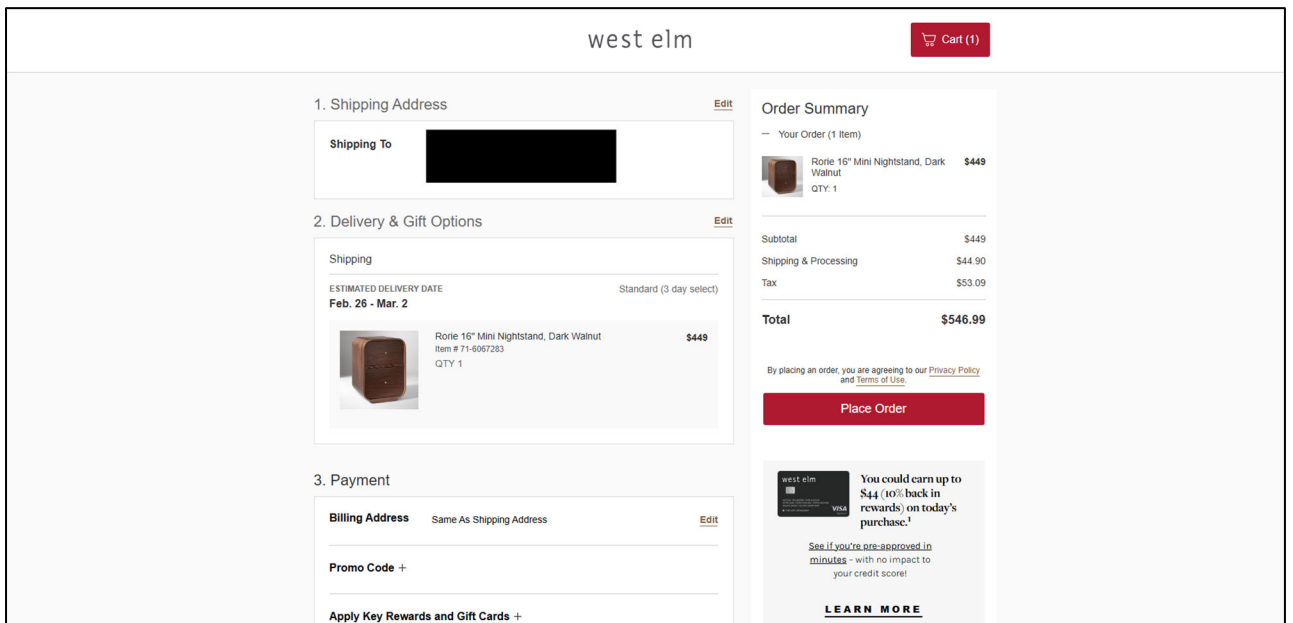 west elm
Cart (1)
1. Shipping Address
Edit
Shipping To
2. Delivery & Gift Options
Edit
Shipping
ESTIMATED DELIVERY DATE
Standard (3 day select)
Feb. 26 - Mar. 2
Rorie 16" Mini Nightstand, Dark Walnut
$449
Item # 71-6067283
QTY 1
3. Payment
Billing Address
Same As Shipping Address
Edit
Promo Code +
Apply Key Rewards and Gift Cards +
Order Summary
— Your Order (1 Item)
Rorie 16" Mini Nightstand, Dark
Walnut
$449
QTY: 1
Subtotal
$449
Shipping & Processing
$44.90
Tax
$53.09
Total
$546.99
By placing an order, you are agreeing to our Privacy Policy
and Terms of Use.
Place Order
west elm
VISA
You could earn up to
$44 (10% back in
rewards) on today's
purchase.¹
See if you're pre-approved in
minutes - with no impact to
your credit score!
LEARN MORE